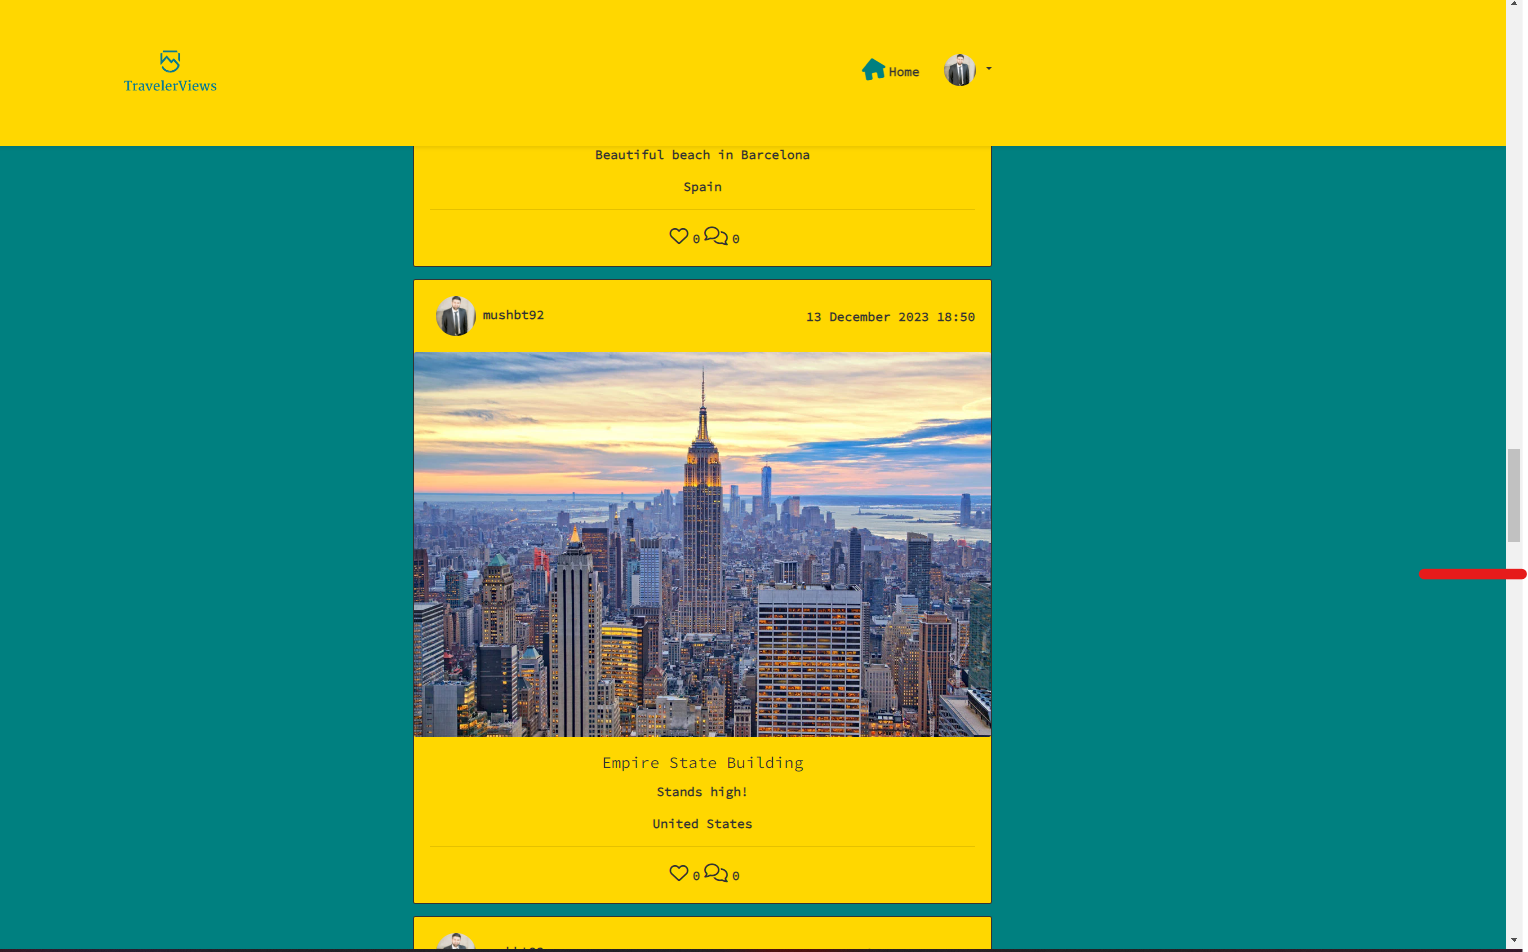 TravelerViews
Home
Beautiful beach in Barcelona
Spain
0 0
mushbt92
13 December 2023 18:50
Empire State Building
Stands high!
United States
0 0